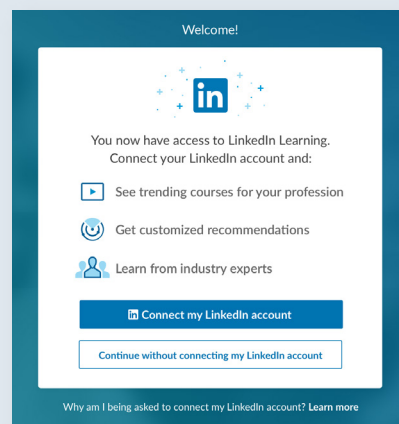 Welcome!
in
You now have access to LinkedIn Learning.
Connect your LinkedIn account and:
See trending courses for your profession
Get customized recommendations
Learn from industry experts
in Connect my LinkedIn account
Continue without connecting my LinkedIn account
Why am I being asked to connect my LinkedIn account? Learn more